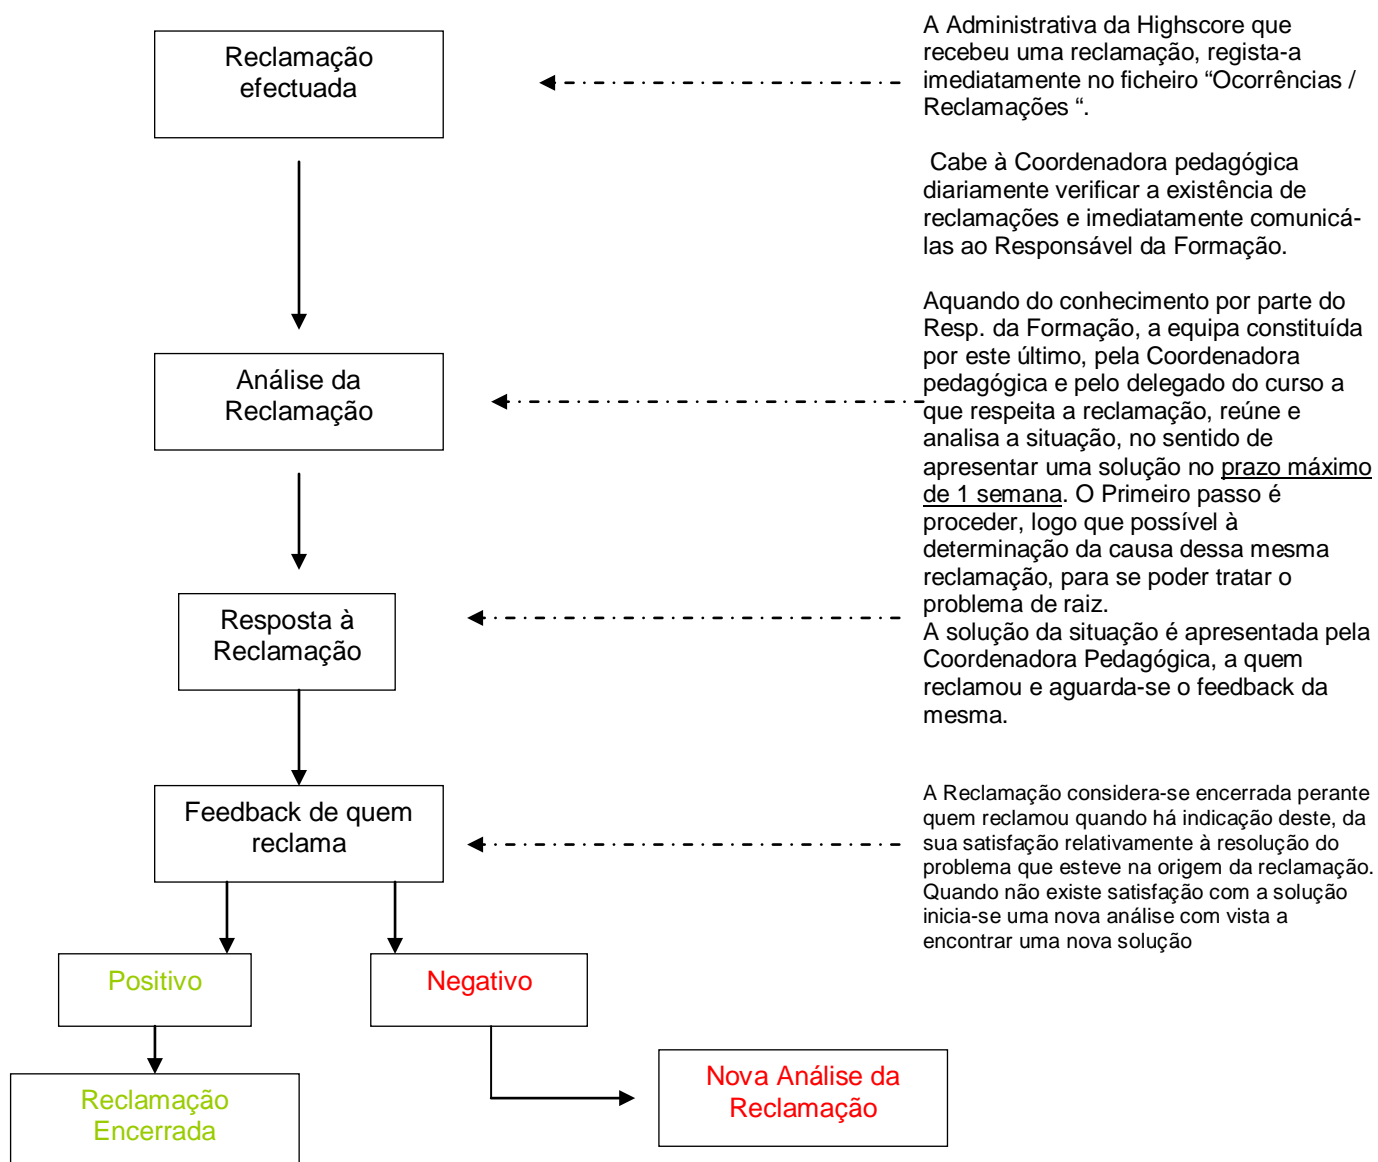 Reclamação
efectuada
A Administrativa da Highscore que
recebeu uma reclamação, regista-a
imediatamente no ficheiro “Ocorrências /
Reclamações “.
Cabe à Coordenadora pedagógica
diariamente verificar a existência de
reclamações e imediatamente comunicá-
las ao Responsável da Formação.
Análise da
Reclamação
Aquando do conhecimento por parte do
Resp. da Formação, a equipa constituída
por este último, pela Coordenadora
pedagógica e pelo delegado do curso a
que respeita a reclamação, reúne e
analisa a situação, no sentido de
apresentar uma solução no prazo máximo
de 1 semana. O Primeiro passo é
proceder, logo que possível à
determinação da causa dessa mesma
reclamação, para se poder tratar o
problema de raiz.
Resposta à
Reclamação
A solução da situação é apresentada pela
Coordenadora Pedagógica, a quem
reclamou e aguarda-se o feedback da
mesma.
Feedback de quem
reclama
A Reclamação considera-se encerrada perante
quem reclamou quando há indicação deste, da
sua satisfação relativamente à resolução do
problema que esteve na origem da reclamação.
Quando não existe satisfação com a solução
inicia-se uma nova análise com vista a
encontrar uma nova solução
Positivo
Negativo
Reclamação
Encerrada
Nova Análise da
Reclamação